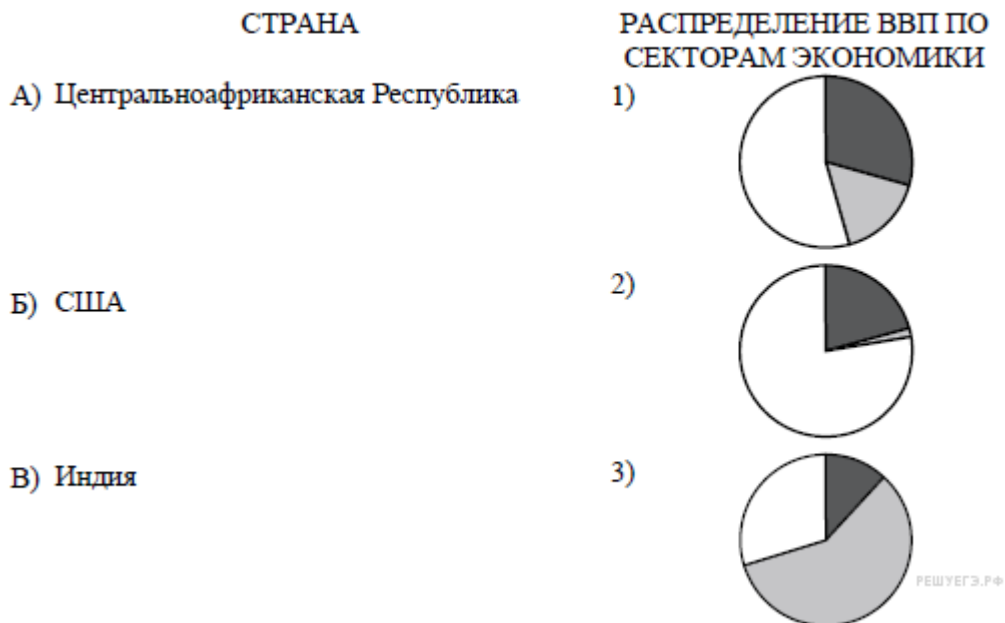 СТРАНА
РАСПРЕДЕЛЕНИЕ ВВП ПО
СЕКТОРАМ ЭКОНОМИКИ
А) Центральноафриканская Республика
1)
Б) США
2)
В) Индия
3)
РЕШУЕГЭ.РФ